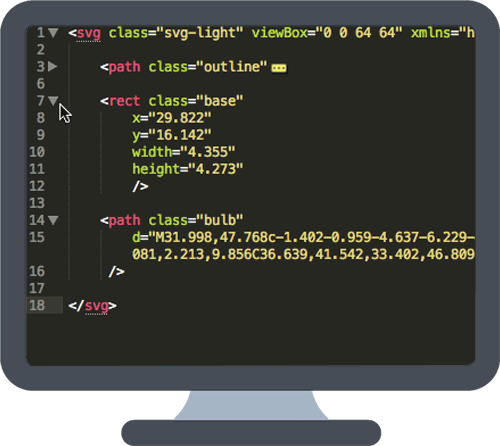 1 <svg class="svg-light" viewBox="0 0 64 64" xmlns="h
2
3 <path class="outline"
6
7 <rect class="base"
8 x="29.822"
9 y="16.142"
10 width="4.355"
11 height="4.273"
12 />
13
14 <path class="bulb"
15 d="M31.998,47.768c-1.402-0.959-4.637-6.229-
081,2.213,9.856C36.639,41.542,33.402,46.809
16 />
17
18 </svg>